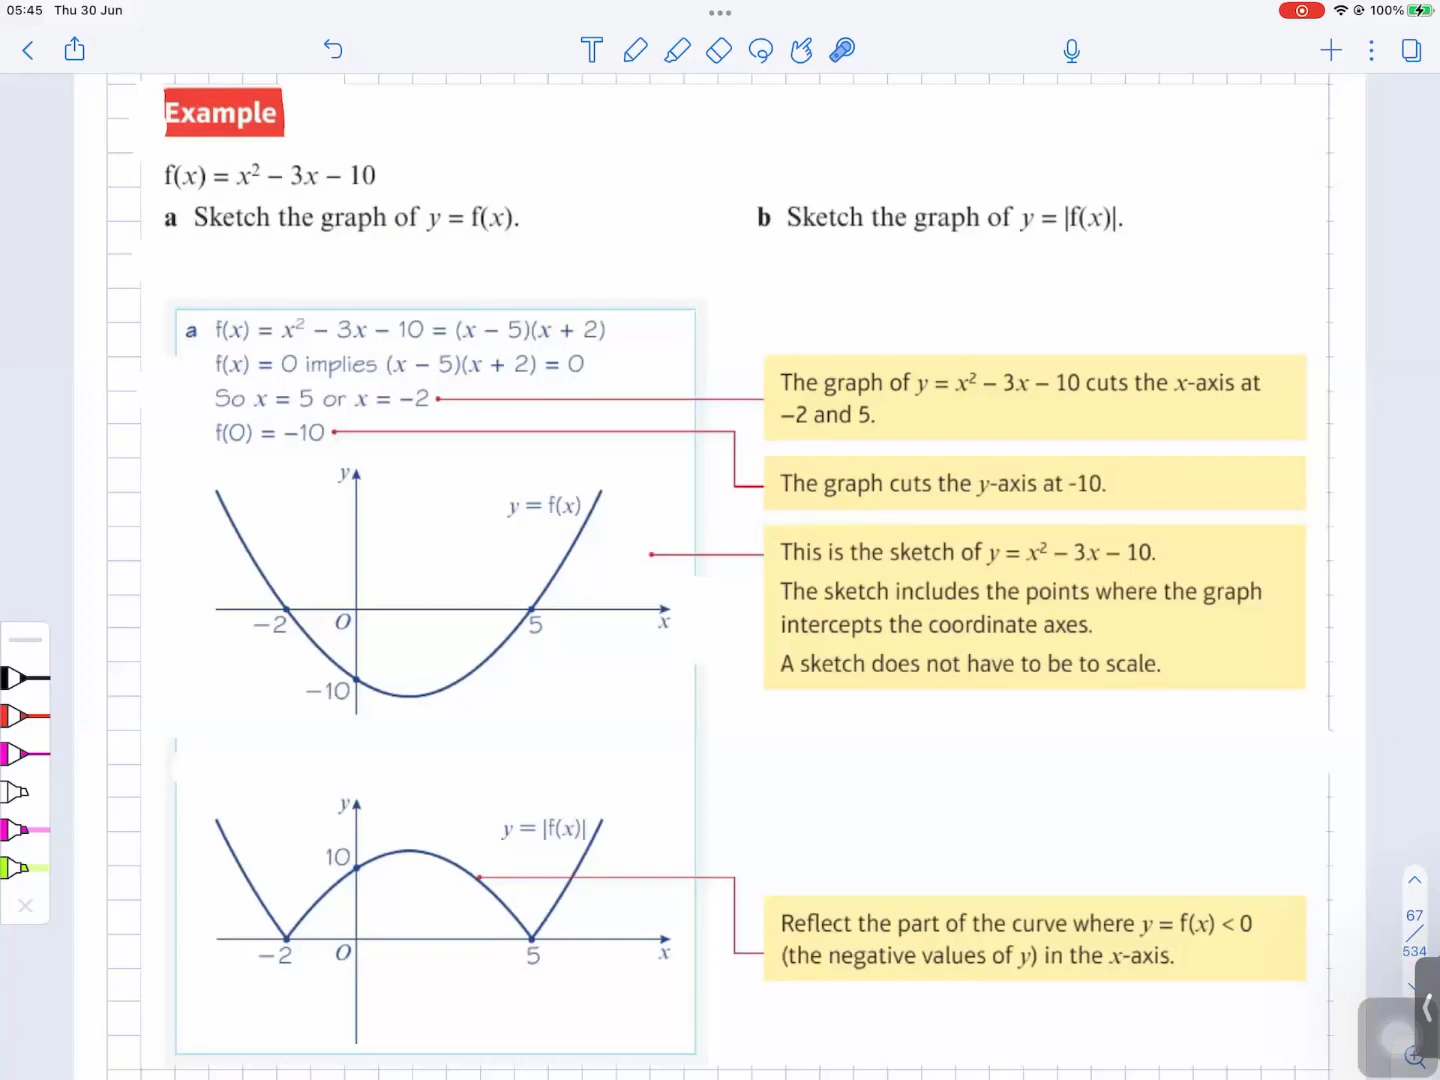 05:45 Thu 30 Jun
100%
Example
f(x) = x² − 3x − 10
a Sketch the graph of y = f(x).
b Sketch the graph of y = |f(x)|.
a f(x) = x² − 3x − 10 = (x − 5)(x + 2)
f(x) = 0 implies (x − 5)(x + 2) = 0
So x = 5 or x = −2
f(0) = −10
The graph of y = x² − 3x − 10 cuts the x-axis at
−2 and 5.
The graph cuts the y-axis at -10.
This is the sketch of y = x² − 3x − 10.
The sketch includes the points where the graph
intercepts the coordinate axes.
A sketch does not have to be to scale.
y
y = f(x)
−2
O
5
x
−10
y
y = |f(x)|
10
−2
O
5
x
Reflect the part of the curve where y = f(x) < 0
(the negative values of y) in the x-axis.
67
534